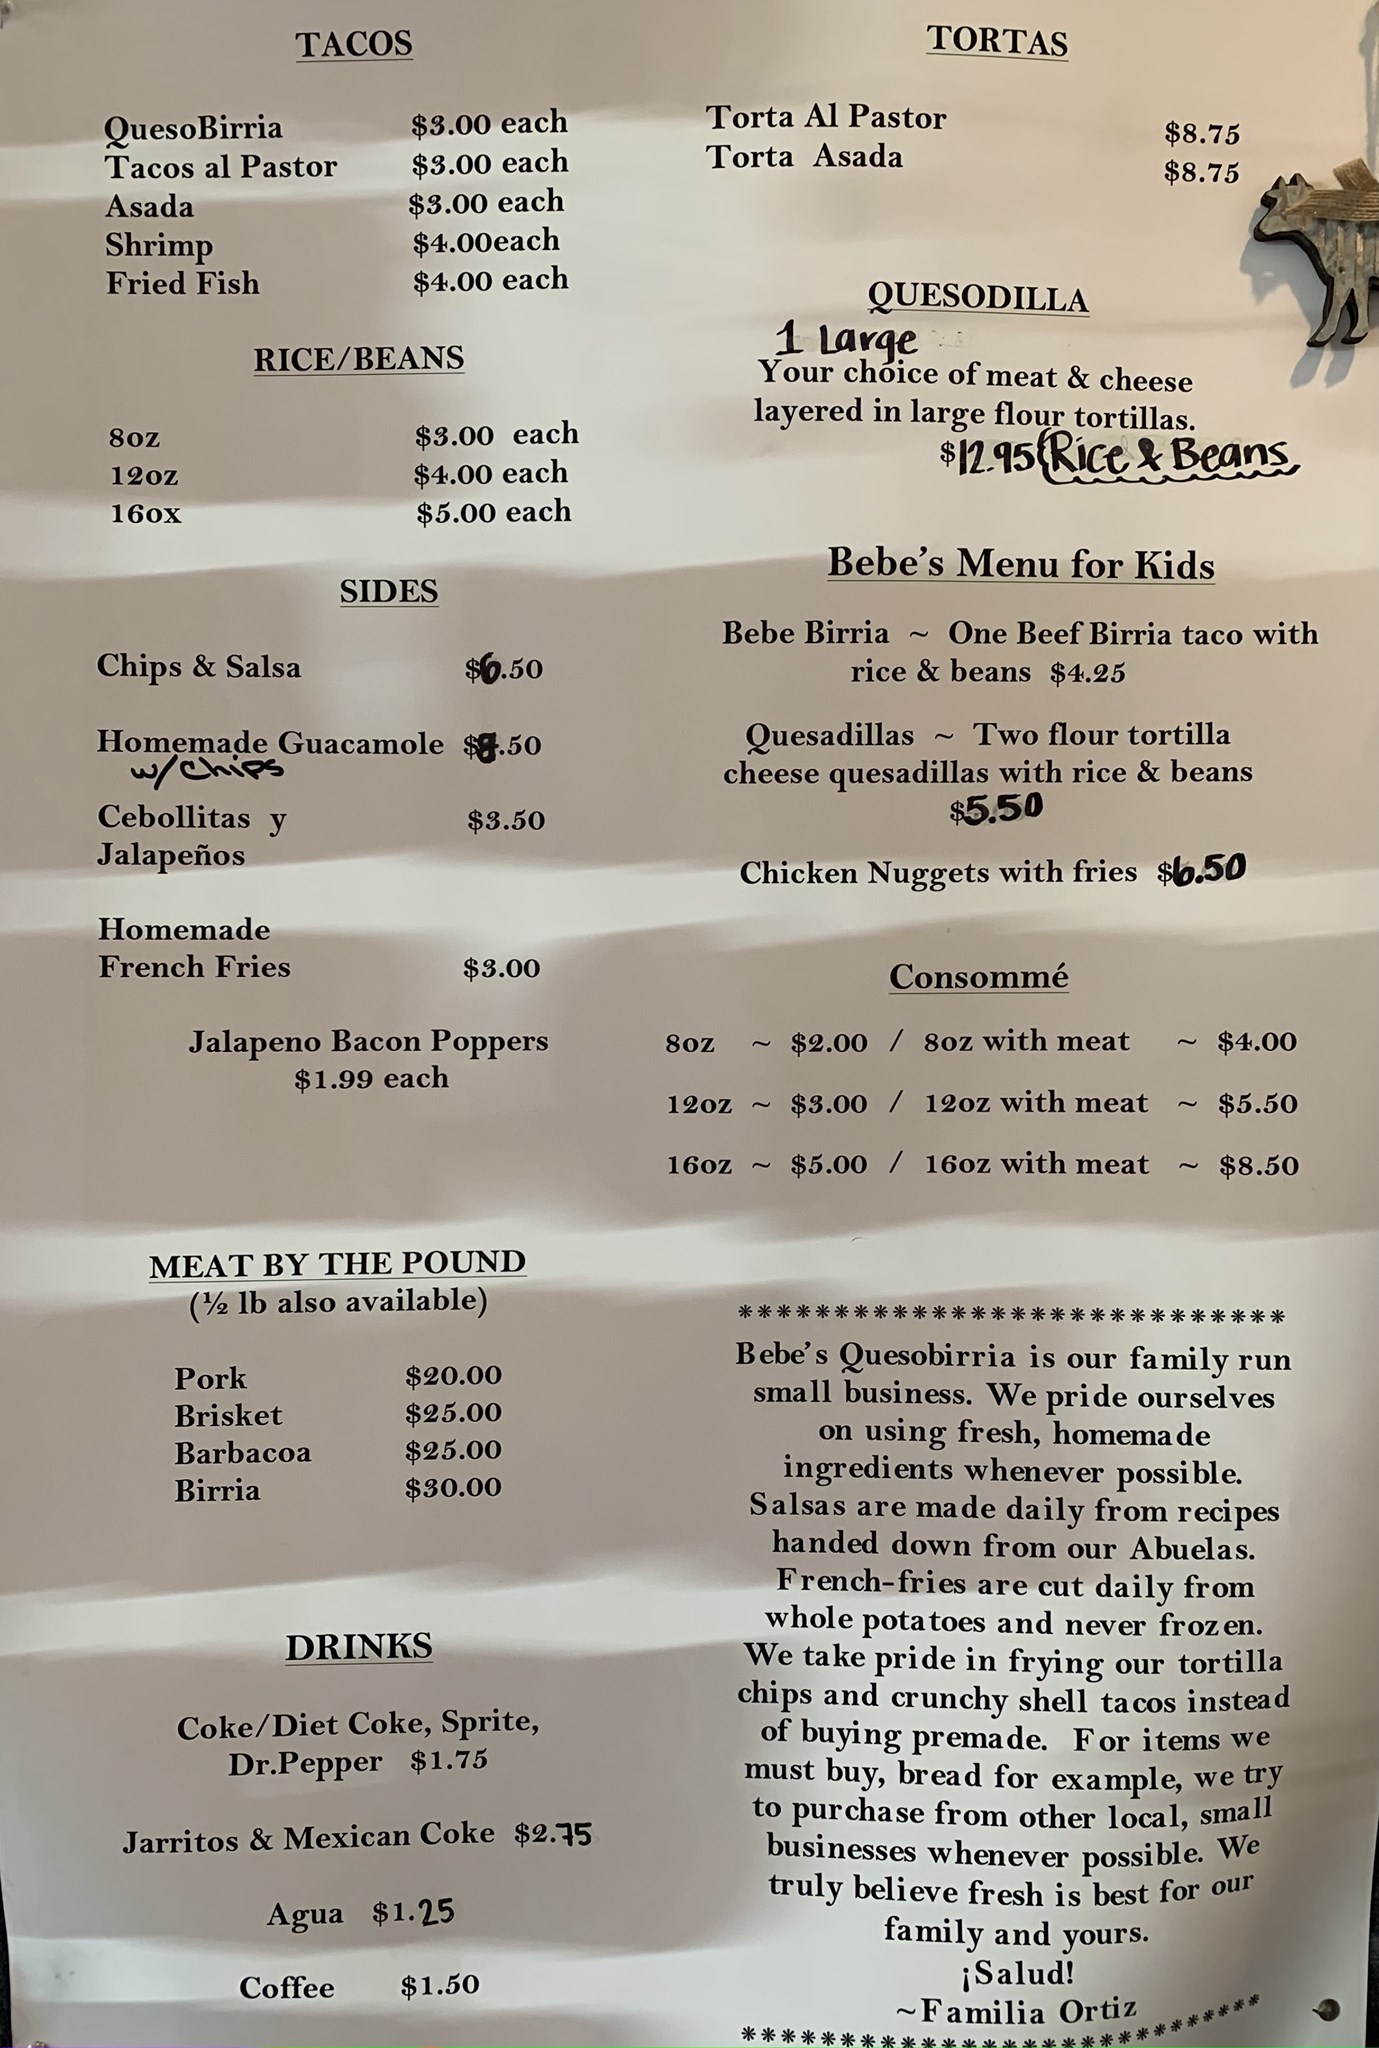 TACOS
QuesoBirria $3.00 each
Tacos al Pastor $3.00 each
Asada $3.00 each
Shrimp $4.00each
Fried Fish $4.00 each
RICE/BEANS
8oz $3.00 each
12oz $4.00 each
16ox $5.00 each
SIDES
Chips & Salsa $6.50
Homemade Guacamole $8.50
w/chips
Cebollitas y $3.50
Jalapeños
Homemade
French Fries $3.00
Jalapeno Bacon Poppers
$1.99 each
MEAT BY THE POUND
(½ lb also available)
Pork $20.00
Brisket $25.00
Barbacoa $25.00
Birria $30.00
DRINKS
Coke/Diet Coke, Sprite,
Dr.Pepper $1.75
Jarritos & Mexican Coke $2.75
Agua $1.25
Coffee $1.50
TORTAS
Torta Al Pastor $8.75
Torta Asada $8.75
QUESODILLA
1 Large
Your choice of meat & cheese
layered in large flour tortillas.
$12.95 Rice & Beans
Bebe's Menu for Kids
Bebe Birria ~ One Beef Birria taco with
rice & beans $4.25
Quesadillas ~ Two flour tortilla
cheese quesadillas with rice & beans
$5.50
Chicken Nuggets with fries $6.50
Consommé
8oz ~ $2.00 / 8oz with meat ~ $4.00
12oz ~ $3.00 / 12oz with meat ~ $5.50
16oz ~ $5.00 / 16oz with meat ~ $8.50
****************************
Bebe's Quesobirria is our family run
small business. We pride ourselves
on using fresh, homemade
ingredients whenever possible.
Salsas are made daily from recipes
handed down from our Abuelas.
French-fries are cut daily from
whole potatoes and never frozen.
We take pride in frying our tortilla
chips and crunchy shell tacos instead
of buying premade. For items we
must buy, bread for example, we try
to purchase from other local, small
businesses whenever possible. We
truly believe fresh is best for our
family and yours.
¡Salud!
~Familia Ortiz
****************************